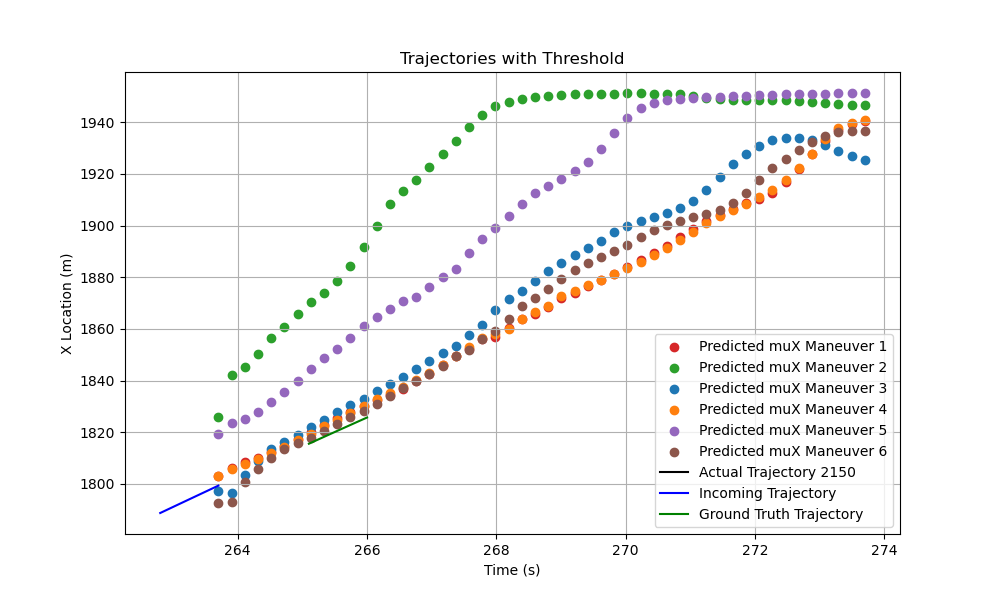 Trajectories with Threshold
X Location (m)
1940
1920
1900
1880
1860
1840
1820
1800
Predicted muX Maneuver 1
Predicted muX Maneuver 2
Predicted muX Maneuver 3
Predicted muX Maneuver 4
Predicted muX Maneuver 5
Predicted muX Maneuver 6
Actual Trajectory 2150
Incoming Trajectory
Ground Truth Trajectory
264 266 268 270 272 274
Time (s)